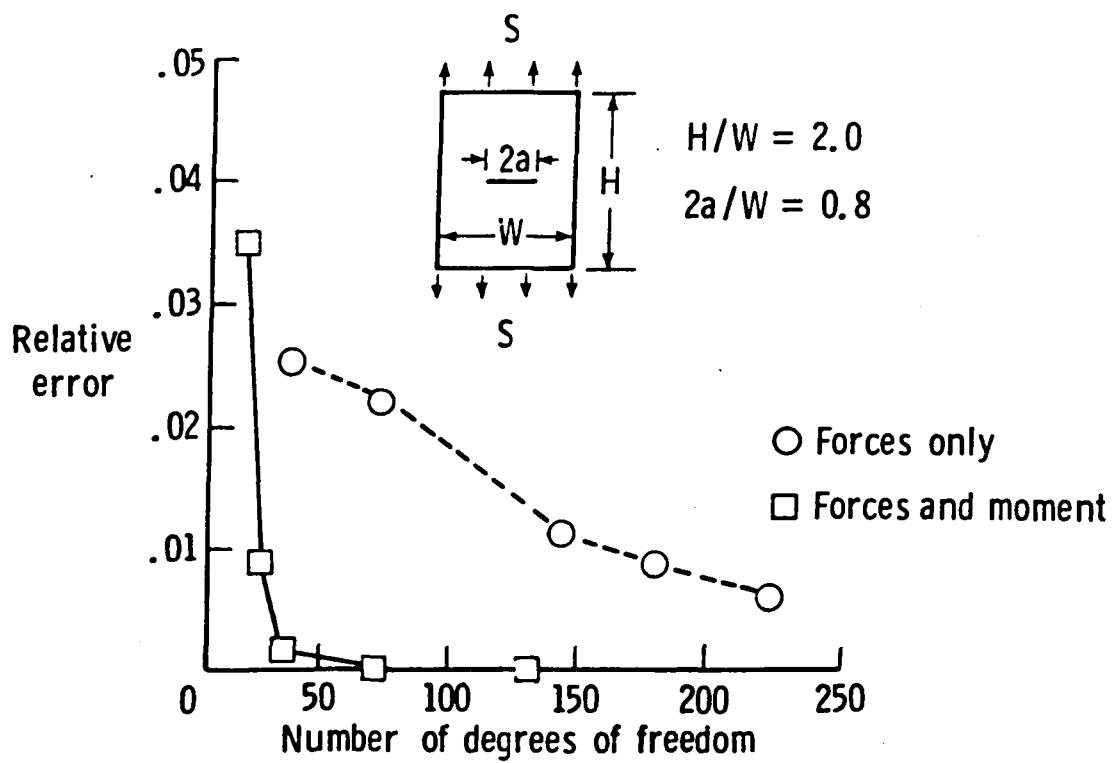 S
.05
.04
.03
.02
.01
Relative
error
2a
H
W
S
H/W = 2.0
2a/W = 0.8
Forces only
Forces and moment
0 50 100 150 200 250
Number of degrees of freedom